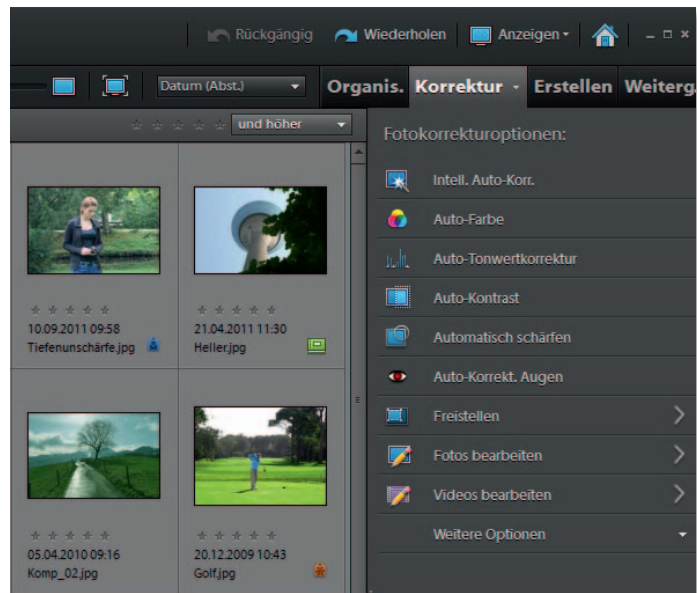 Rückgängig Wiederholen Anzeigen
Datum (Abst.) Organis. Korrektur Erstellen Weiterg.
und höher
Fotokorrekturoptionen:
Intell. Auto-Korr.
Auto-Farbe
Auto-Tonwertkorrektur
Auto-Kontrast
Automatisch schärfen
Auto-Korrekt. Augen
Freistellen
Fotos bearbeiten
Videos bearbeiten
Weitere Optionen
10.09.2011 09:58
Tiefenunschärfe.jpg
21.04.2011 11:30
Heller.jpg
05.04.2010 09:16
Komp_02.jpg
20.12.2009 10:43
Golf.jpg